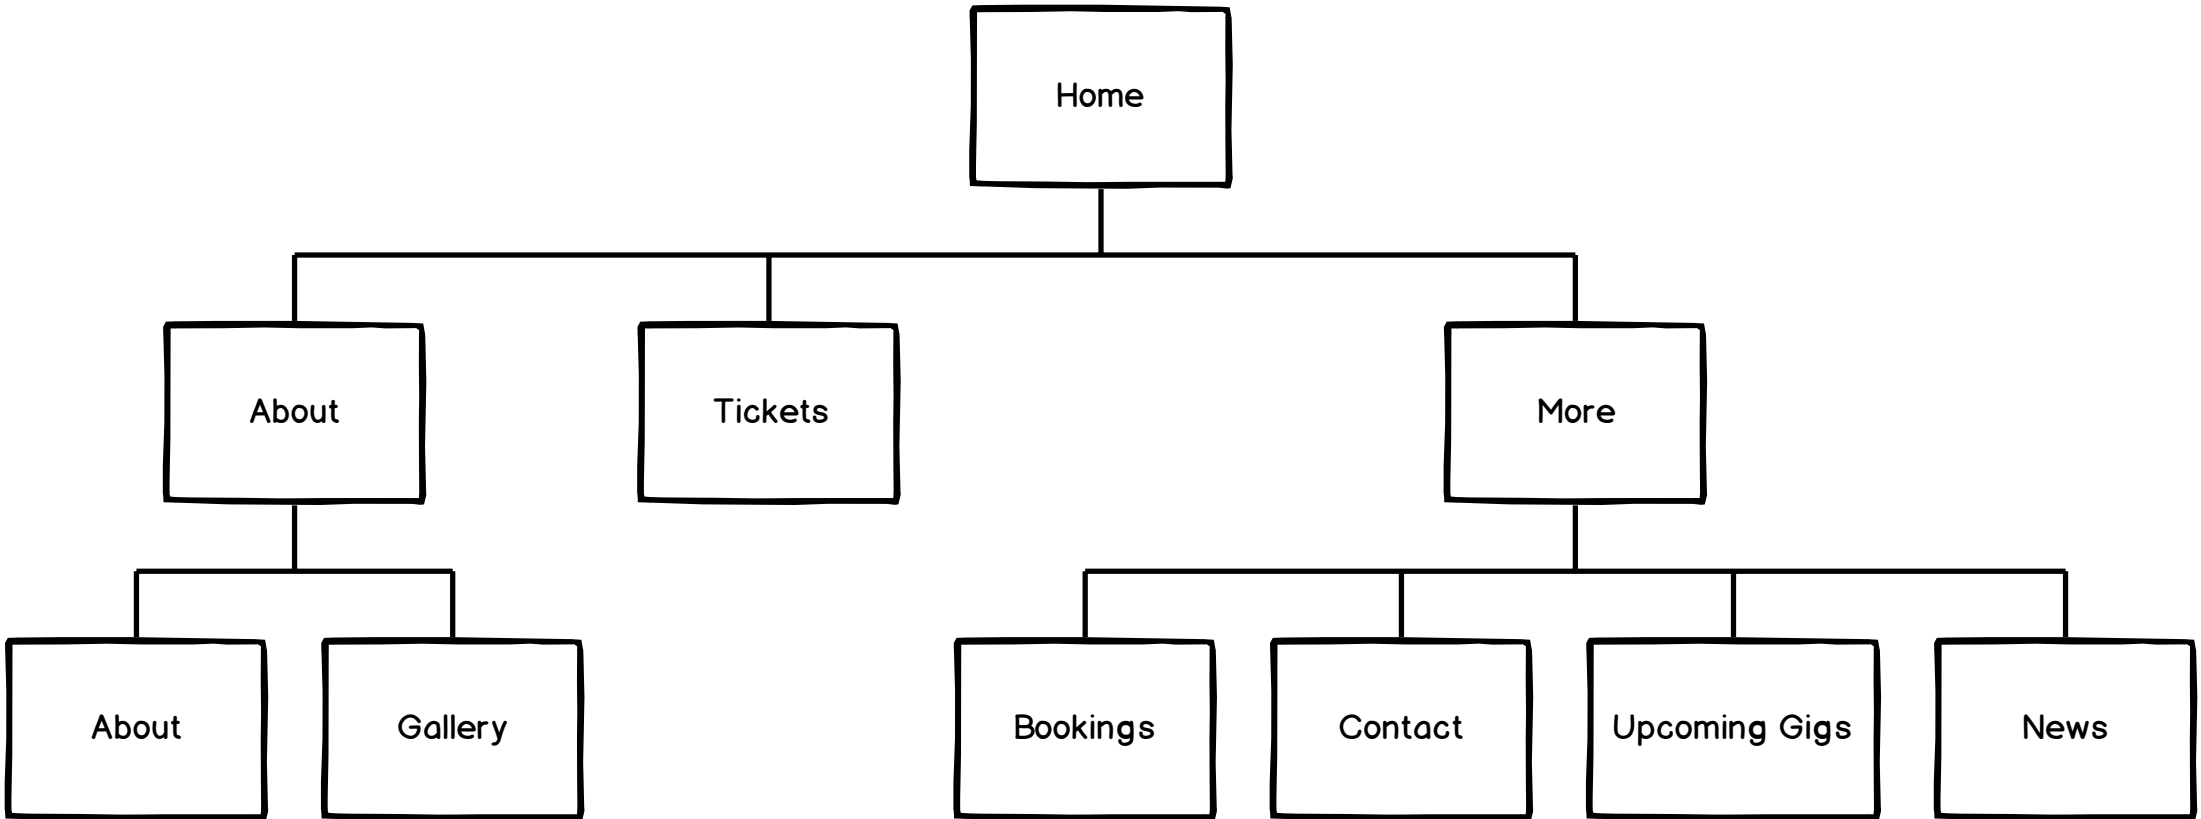 Home
About
Tickets
More
About
Gallery
Bookings
Contact
Upcoming Gigs
News